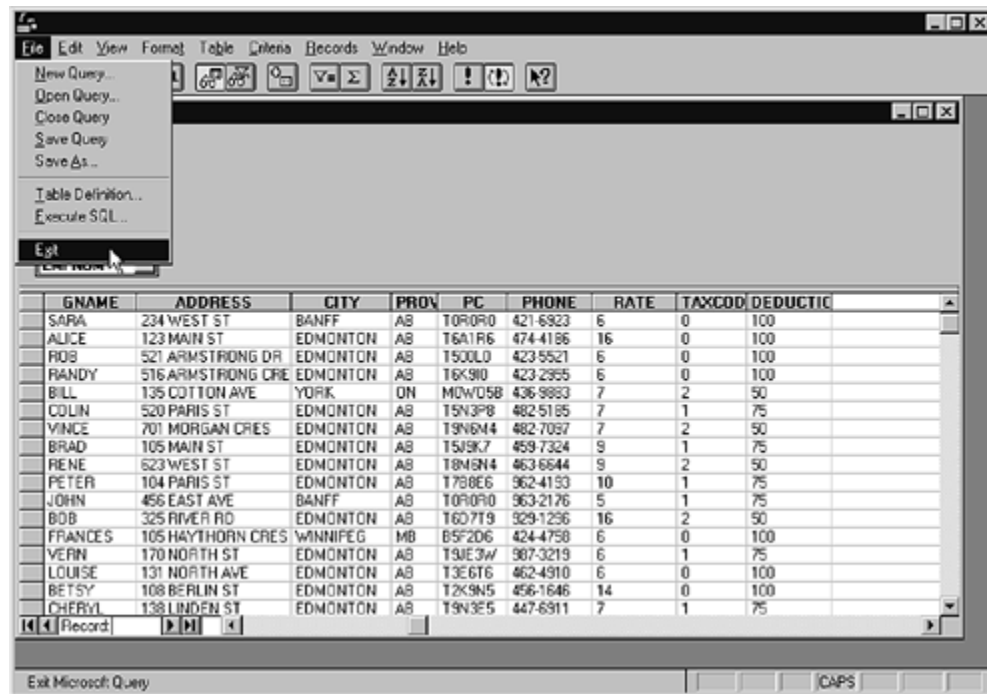 File Edit View Format Table Criteria Records Window Help
New Query...
Open Query...
Close Query
Save Query
Save As...
Table Definition...
Execute SQL...
Exit
GNAME ADDRESS CITY PROV PC PHONE RATE TAXCOD DEDUCTIC
SARA 234 WEST ST BANFF AB T0R0R0 421-6923 6 0 100
ALICE 123 MAIN ST EDMONTON AB T6A1R6 474-4186 16 0 100
ROB 521 ARMSTRONG DR EDMONTON AB T5O0L0 423-5521 6 0 100
RANDY 516 ARMSTRONG CRE EDMONTON AB T6K9I0 423-2955 6 0 100
BILL 135 COTTON AVE YORK ON M0W05B 436-9883 7 2 50
COLIN 520 PARIS ST EDMONTON AB T5N3P8 482-5185 7 1 75
VINCE 701 MORGAN CRES EDMONTON AB T9N6M4 482-7097 7 2 50
BRAD 105 MAIN ST EDMONTON AB T5J9K7 459-7324 9 1 75
RENE 623 WEST ST EDMONTON AB T8M6N4 463-6644 9 2 50
PETER 104 PARIS ST EDMONTON AB T7B8E6 962-4193 10 1 75
JOHN 456 EAST AVE BANFF AB T0R0R0 963-2176 5 1 75
BOB 325 RIVER RD EDMONTON AB T6D7T9 929-1296 16 2 50
FRANCES 105 HAYTHORN CRES WINNIPEG MB B5F2D6 424-4758 6 0 100
VERN 170 NORTH ST EDMONTON AB T9JE3W 987-3219 6 1 75
LOUISE 131 NORTH AVE EDMONTON AB T3E6T6 462-4910 6 0 100
BETSY 108 BERLIN ST EDMONTON AB T2K9N5 456-1646 14 0 100
CHERYL 138 LINDEN ST EDMONTON AB T9N3E5 447-6911 7 1 75
Record:
Exit Microsoft Query CAPS